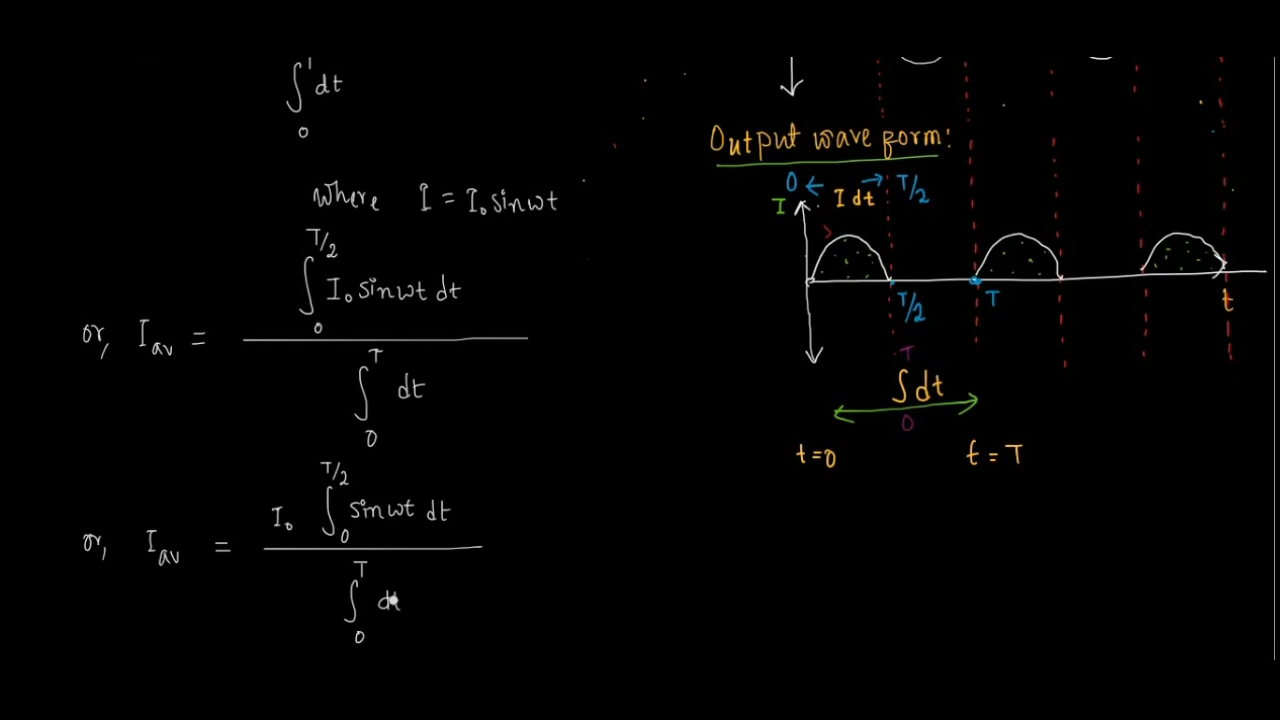 ∫₀ᵀ dt
where I = I₀ sinωt
or, I_av = ∫₀^{T/2} I₀ sinωt dt / ∫₀^T dt
or, I_av = I₀ ∫₀^{T/2} sinωt dt / ∫₀^T dt
Output wave form:
0 ← I dt → T/2
I
T/2 T t
T
∫ dt
0
t=0 t = T